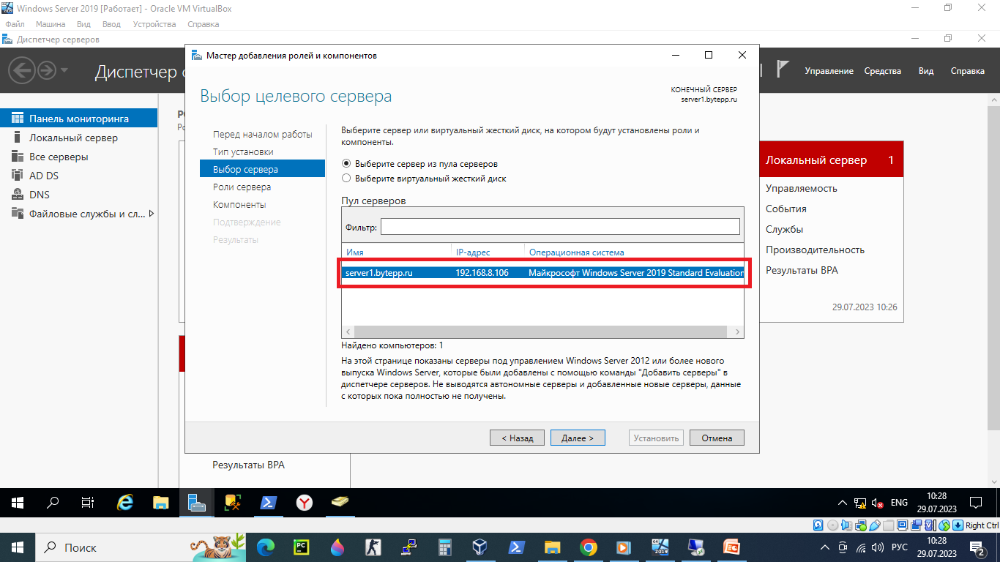 Windows Server 2019 [Работает] - Oracle VM VirtualBox
Файл Машина Вид Ввод Устройства Справка
Диспетчер серверов
Диспетчер
Управление Средства Вид Справка
Панель мониторинга
Локальный сервер
Все серверы
AD DS
DNS
Файловые службы и сл...
Мастер добавления ролей и компонентов
Выбор целевого сервера
КОНЕЧНЫЙ СЕРВЕР
server1.bytepp.ru
Перед началом работы
Тип установки
Выбор сервера
Роли сервера
Компоненты
Подтверждение
Результаты
Выберите сервер или виртуальный жесткий диск, на котором будут установлены роли и
компоненты.
Выберите сервер из пула серверов
Выберите виртуальный жесткий диск
Пул серверов
Фильтр:
Имя IP-адрес Операционная система
server1.bytepp.ru 192.168.8.106 Майкрософт Windows Server 2019 Standard Evaluation
Найдено компьютеров: 1
На этой странице показаны серверы под управлением Windows Server 2012 или более нового
выпуска Windows Server, которые были добавлены с помощью команды "Добавить серверы" в
диспетчере серверов. Не выводятся автономные серверы и добавленные новые серверы, данные
с которых пока полностью не получены.
< Назад Далее > Установить Отмена
Локальный сервер 1
Управляемость
События
Службы
Производительность
Результаты BPA
29.07.2023 10:26
Результаты BPA
ENG
10:28
29.07.2023
Right Ctrl
Поиск
PC
2019
РУС
10:28
29.07.2023
2